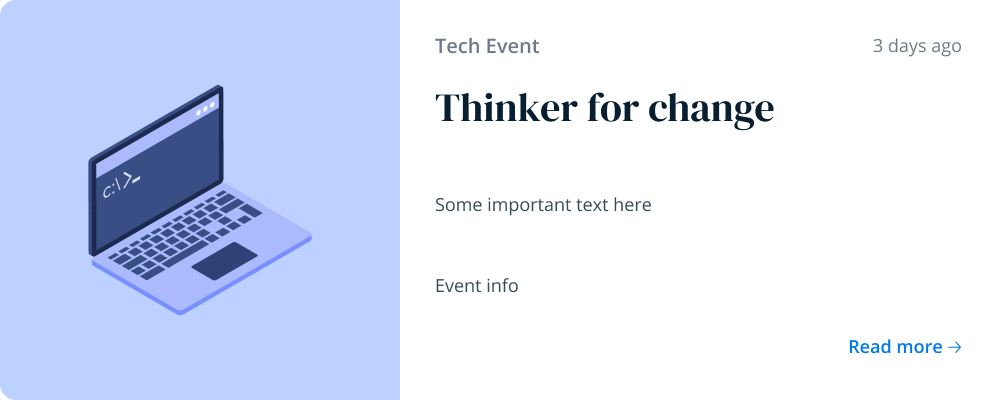 Tech Event
3 days ago
Thinker for change
C:\>_
Some important text here
Event info
Read more →